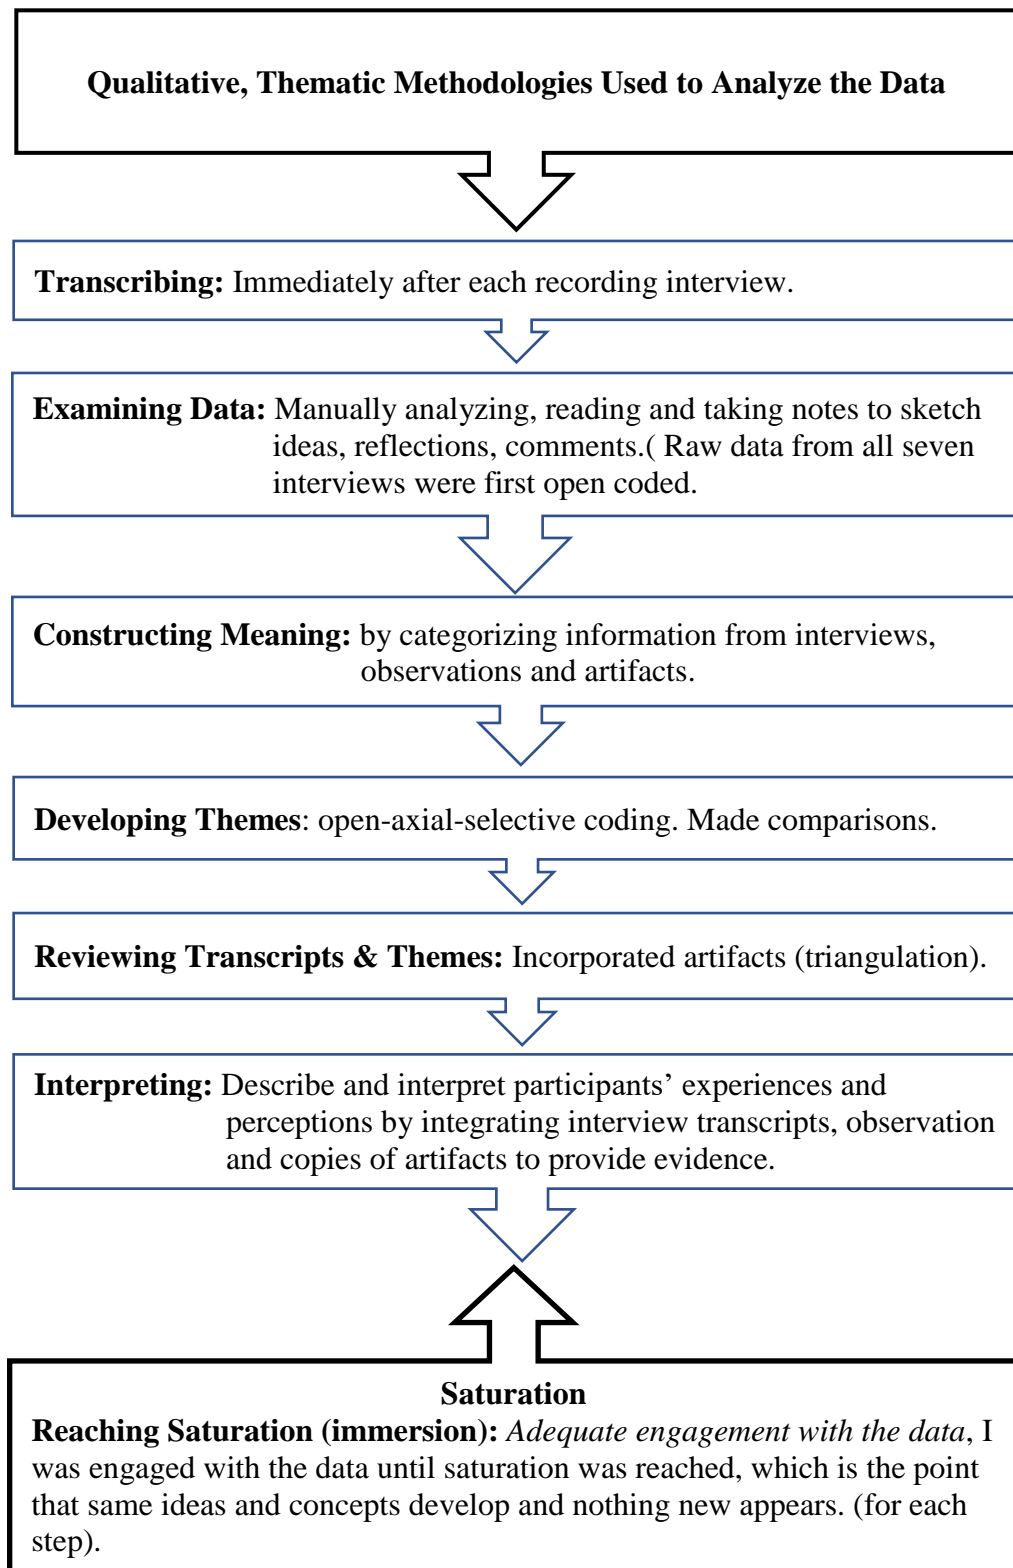 Qualitative, Thematic Methodologies Used to Analyze the Data
Transcribing: Immediately after each recording interview.
Examining Data: Manually analyzing, reading and taking notes to sketch
ideas, reflections, comments.( Raw data from all seven
interviews were first open coded.
Constructing Meaning: by categorizing information from interviews,
observations and artifacts.
Developing Themes: open-axial-selective coding. Made comparisons.
Reviewing Transcripts & Themes: Incorporated artifacts (triangulation).
Interpreting: Describe and interpret participants’ experiences and
perceptions by integrating interview transcripts, observation
and copies of artifacts to provide evidence.
Saturation
Reaching Saturation (immersion): Adequate engagement with the data, I
was engaged with the data until saturation was reached, which is the point
that same ideas and concepts develop and nothing new appears. (for each
step).